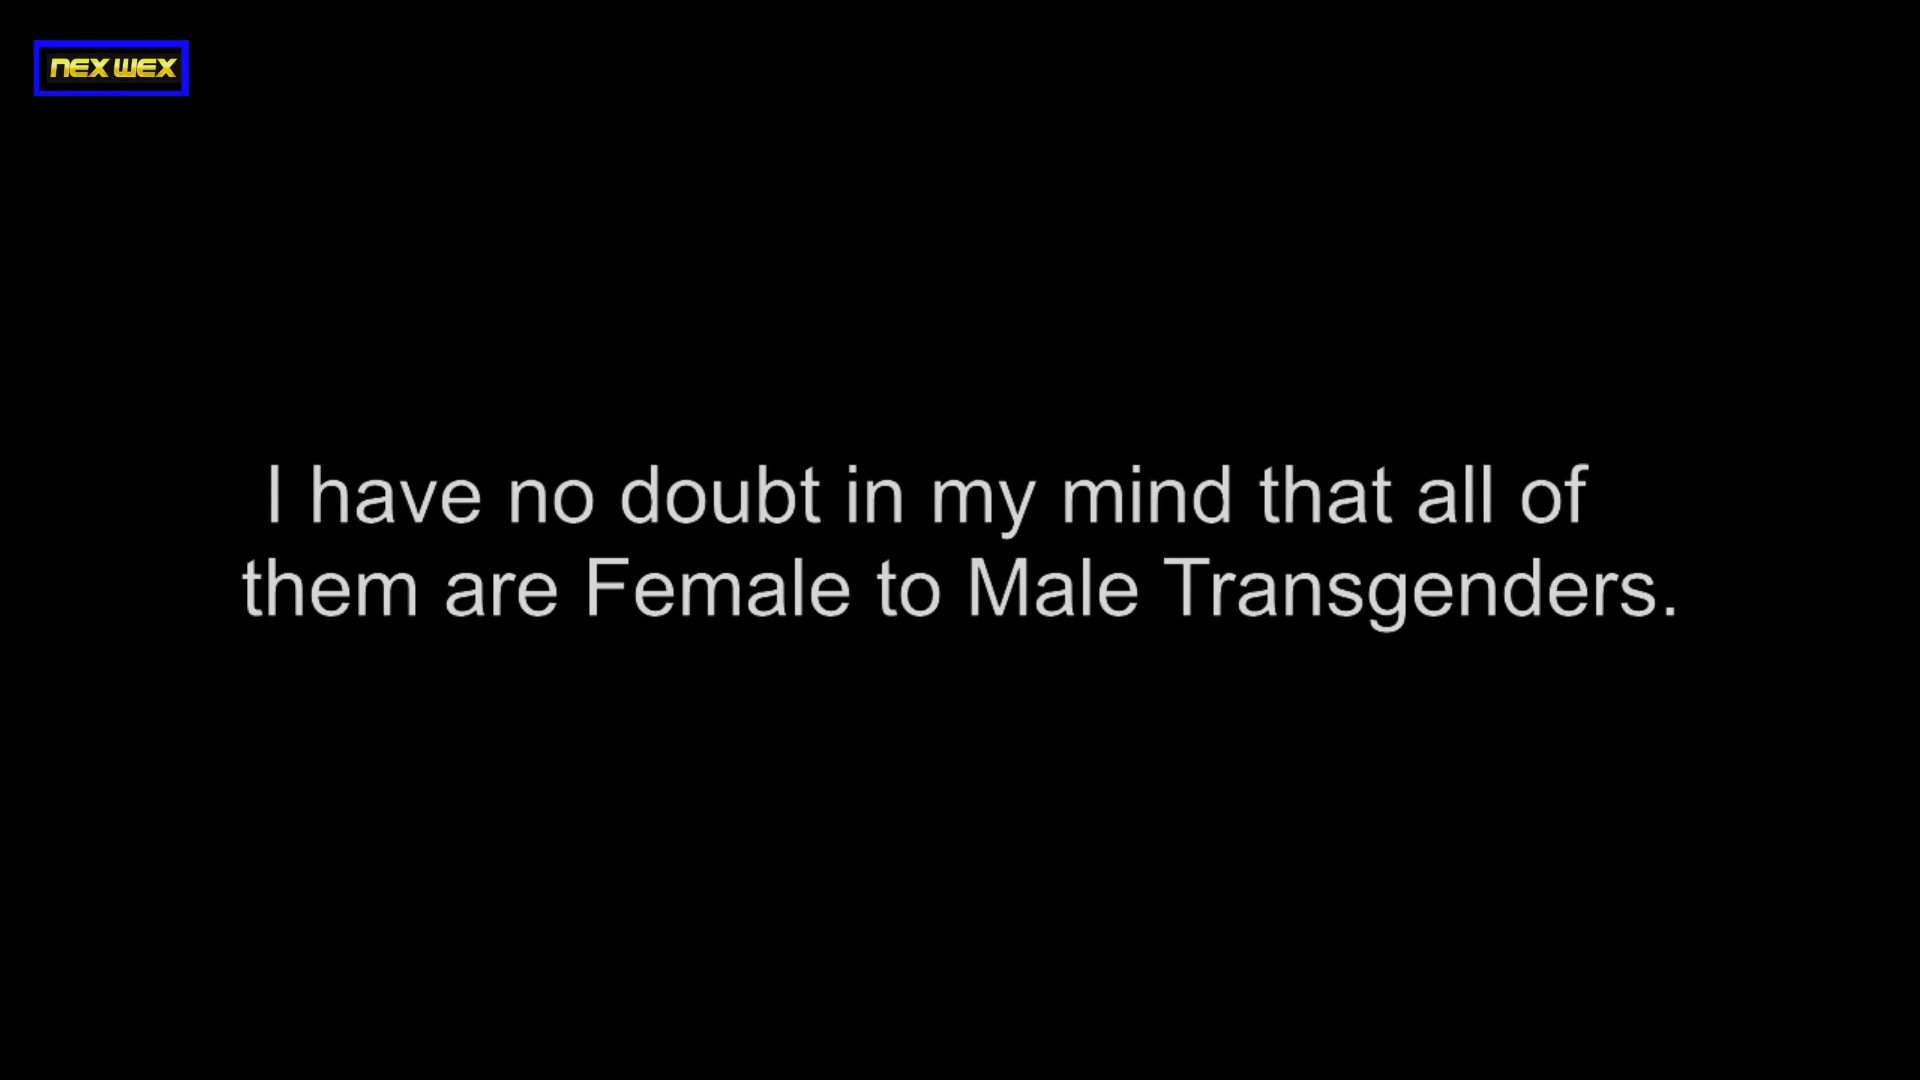 NEX WEX
I have no doubt in my mind that all of
them are Female to Male Transgenders.